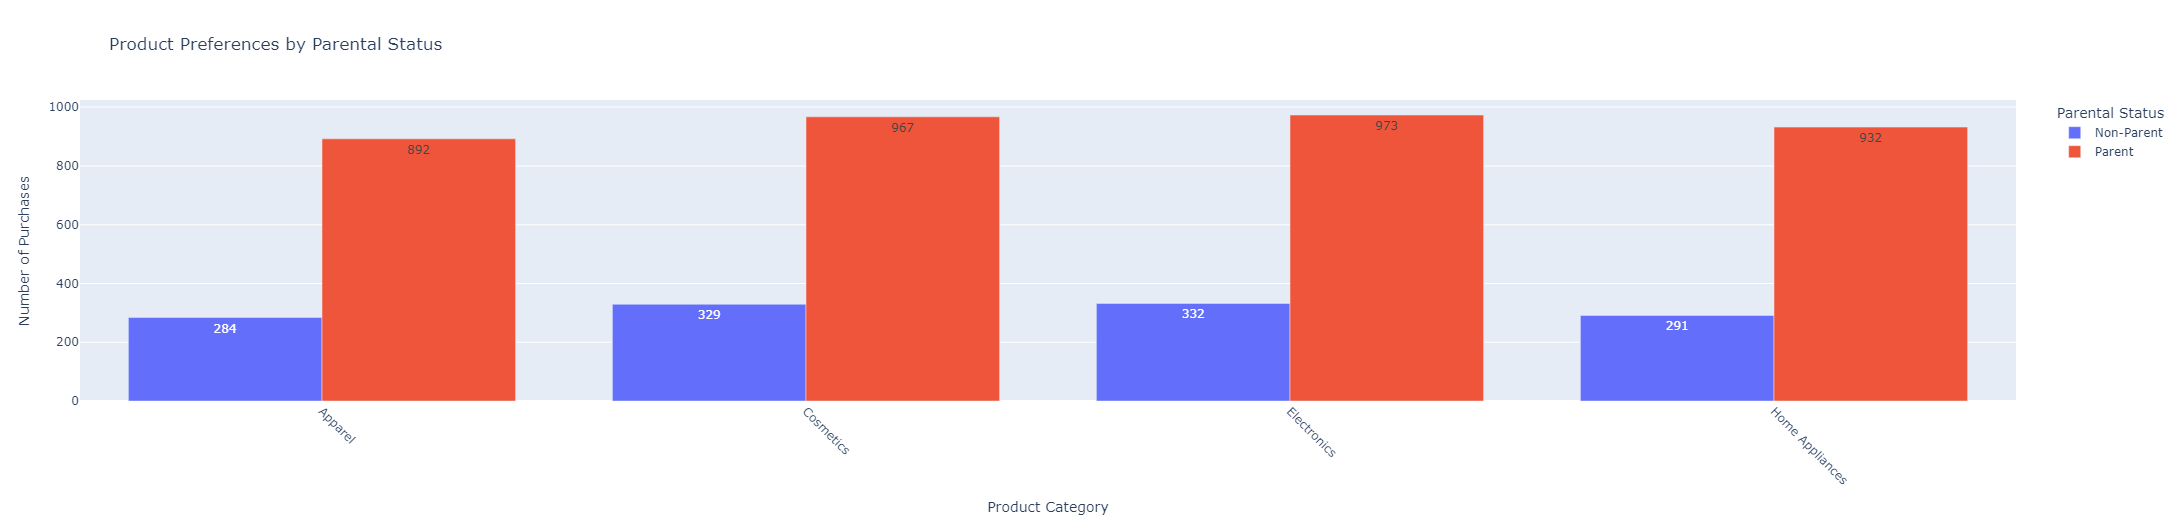 Product Preferences by Parental Status
Parental Status
Non-Parent
Parent
Number of Purchases
1000
800
600
400
200
0
284
892
329
967
332
973
291
932
Apparel
Cosmetics
Electronics
Home Appliances
Product Category